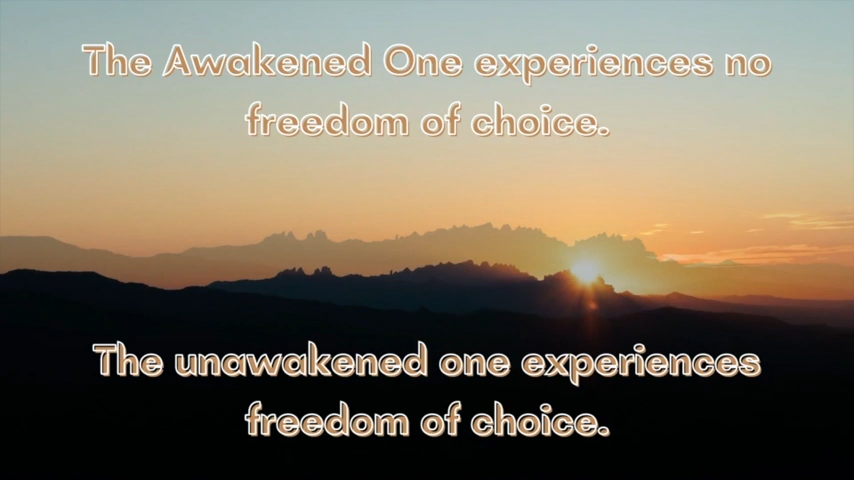 The Awakened One experiences no
freedom of choice.
The unawakened one experiences
freedom of choice.